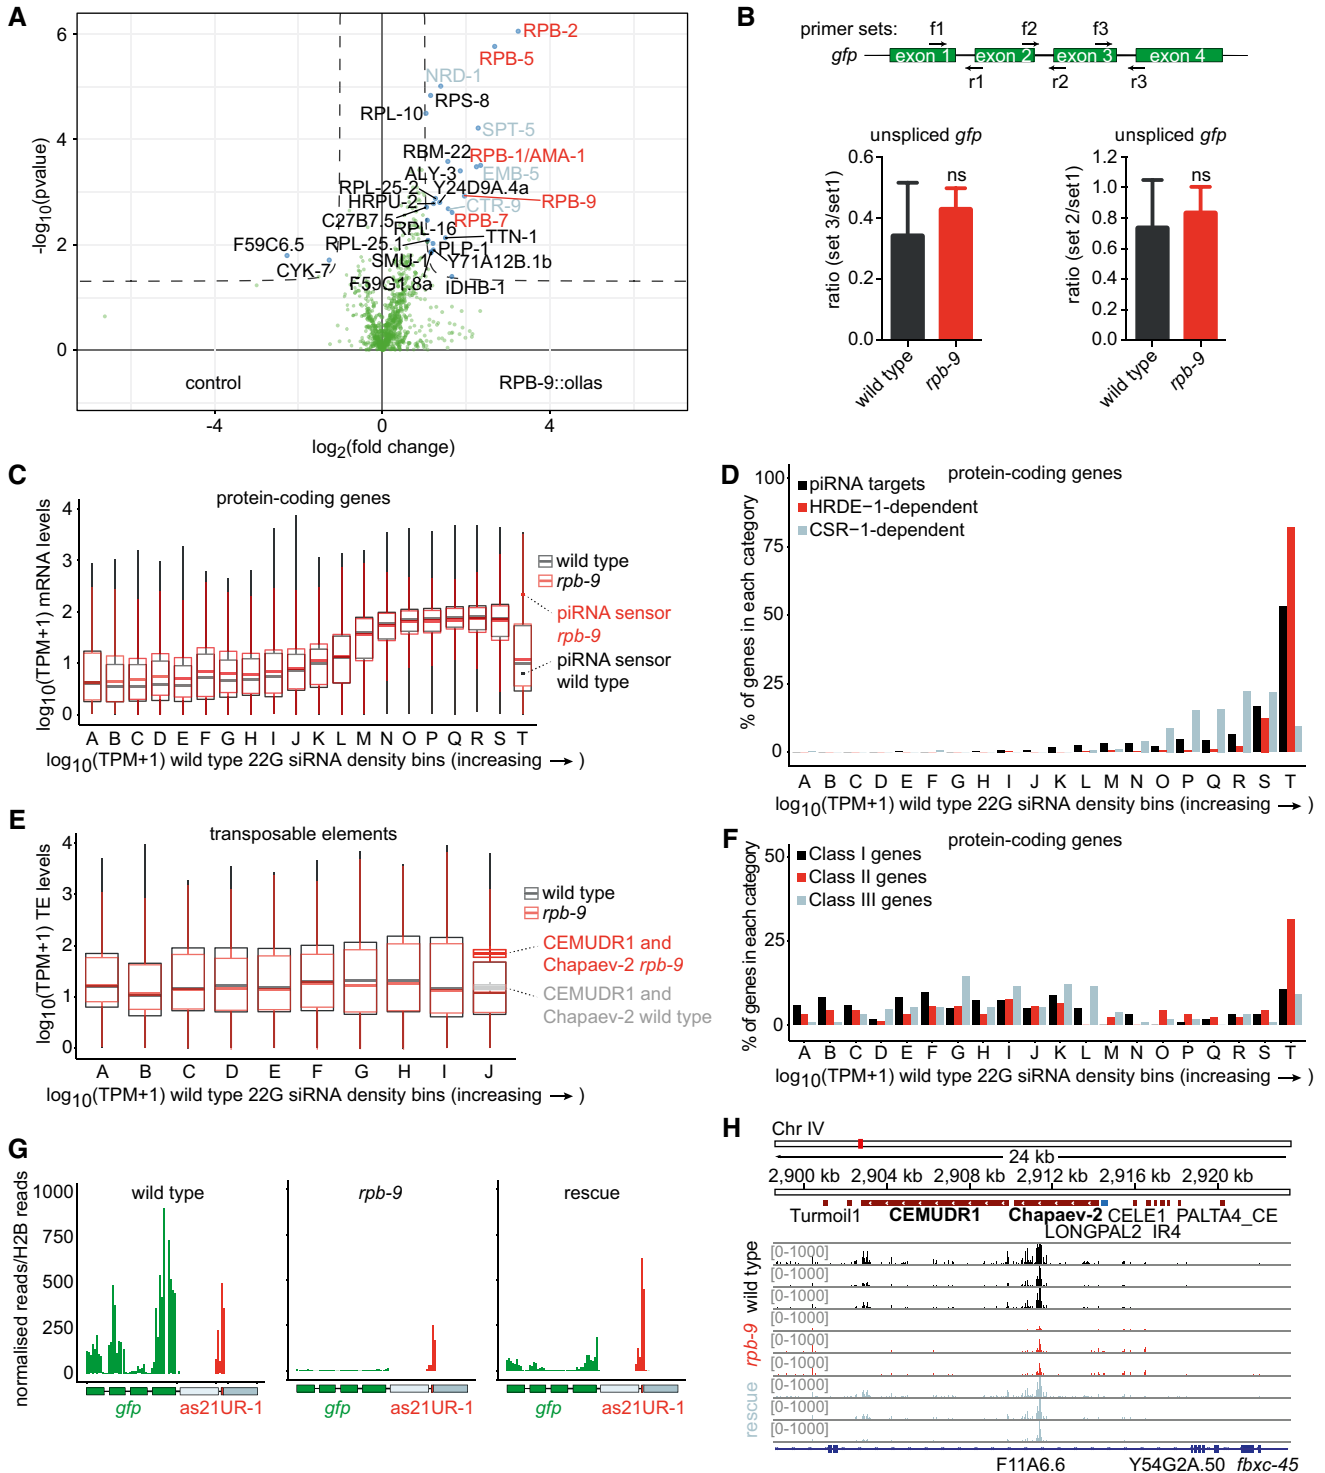 A
6
4
2
0
-log10(pvalue)
RPB-2
RPB-5
NRD-1
RPS-8
RPL-10
SPT-5
RBM-22
RPB-1/AMA-1
ALY-3
EMB-5
RPL-25-2
Y24D9A.4a
HRPU-2
CTR-9
RPB-9
C27B7.5
RPB-7
RPL-16
TTN-1
F59C6.5
RPL-25.1
PLP-1
CYK-7
SMU-1
Y71A12B.1b
F59G1.8a
IDHB-1
control
RPB-9::ollas
-4
0
4
log2(fold change)
B
primer sets:
f1
f2
f3
gfp
exon 1
exon 2
exon 3
exon 4
r1
r2
r3
unspliced gfp
0.6
0.4
0.2
0.0
ratio (set 3/set1)
ns
wild type
rpb-9
unspliced gfp
1.2
1.0
0.8
0.6
0.4
0.2
0.0
ratio (set 2/set1)
ns
wild type
rpb-9
C
protein-coding genes
log10(TPM+1) mRNA levels
4
3
2
1
0
wild type
rpb-9
piRNA sensor
rpb-9
piRNA sensor
wild type
A B C D E F G H I J K L M N O P Q R S T
log10(TPM+1) wild type 22G siRNA density bins (increasing → )
D
protein-coding genes
% of genes in each category
100
75
50
25
0
piRNA targets
HRDE−1-dependent
CSR−1-dependent
A B C D E F G H I J K L M N O P Q R S T
log10(TPM+1) wild type 22G siRNA density bins (increasing → )
E
transposable elements
log10(TPM+1) TE levels
4
3
2
1
0
wild type
rpb-9
CEMUDR1 and
Chapaev-2 rpb-9
CEMUDR1 and
Chapaev-2 wild type
A B C D E F G H I J
log10(TPM+1) wild type 22G siRNA density bins (increasing → )
F
protein-coding genes
% of genes in each category
50
25
0
Class I genes
Class II genes
Class III genes
A B C D E F G H I J K L M N O P Q R S T
log10(TPM+1) wild type 22G siRNA density bins (increasing → )
G
normalised reads/H2B reads
1000
750
500
250
0
wild type
rpb-9
rescue
gfp
as21UR-1
gfp
as21UR-1
gfp
as21UR-1
H
Chr IV
24 kb
2,900 kb
2,904 kb
2,908 kb
2,912 kb
2,916 kb
2,920 kb
Turmoil1
CEMUDR1
Chapaev-2
CELE1
PALTA4_CE
LONGPAL2
IR4
wild type
[0-1000]
[0-1000]
[0-1000]
rpb-9
[0-1000]
[0-1000]
[0-1000]
rescue
[0-1000]
[0-1000]
[0-1000]
F11A6.6
Y54G2A.50
fbxc-45